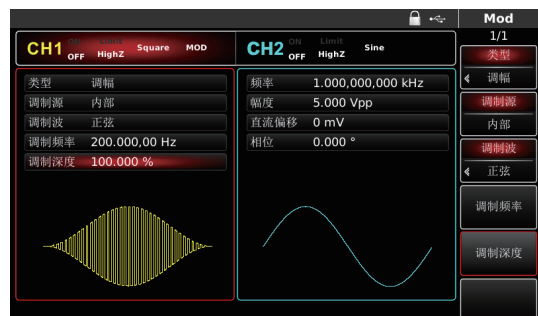 Mod
1/1
CH1 ON OFF Limit HighZ Square MOD
CH2 ON OFF Limit HighZ Sine
类型 调幅
调制源 内部
调制波 正弦
调制频率 200.000,00 Hz
调制深度 100.000 %
频率 1.000,000,000 kHz
幅度 5.000 Vpp
直流偏移 0 mV
相位 0.000 °
类型
调幅
调制源
内部
调制波
正弦
调制频率
调制深度